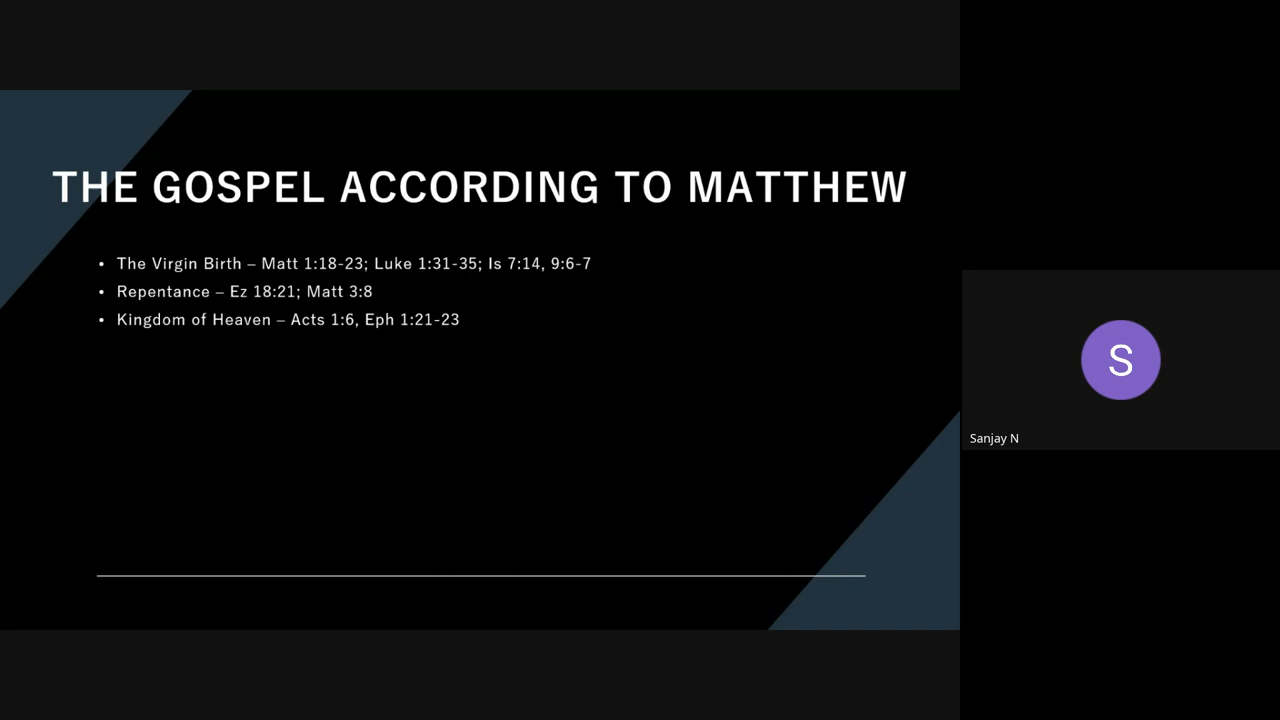 THE GOSPEL ACCORDING TO MATTHEW
• The Virgin Birth – Matt 1:18-23; Luke 1:31-35; Is 7:14, 9:6-7
• Repentance – Ez 18:21; Matt 3:8
• Kingdom of Heaven – Acts 1:6, Eph 1:21-23
S
Sanjay N